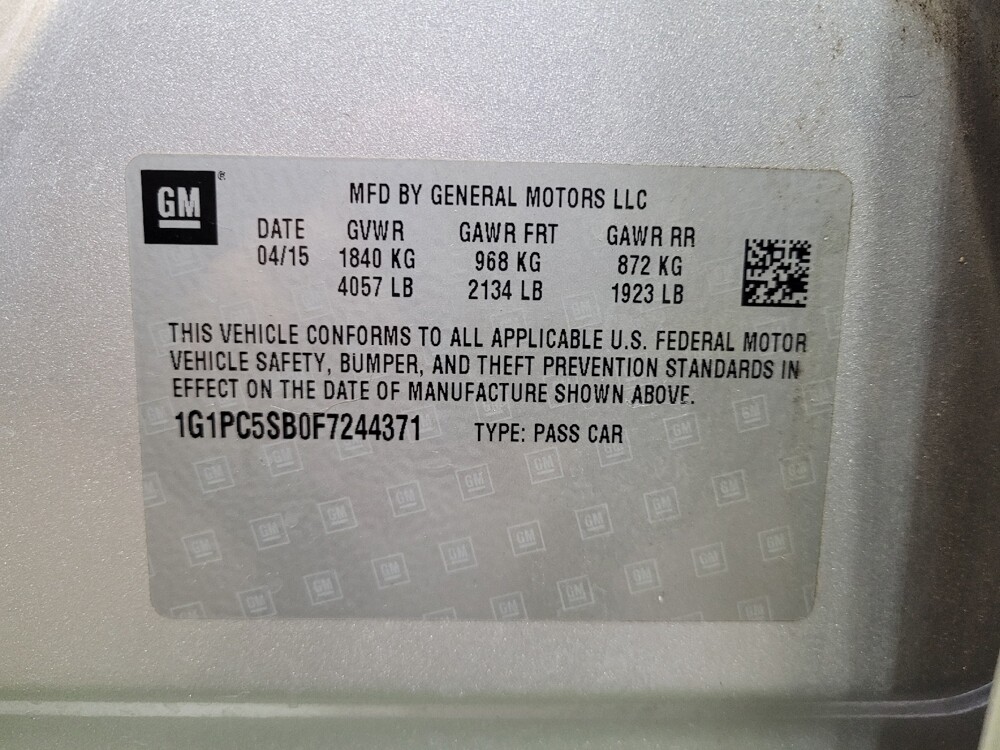 GM®
MFD BY GENERAL MOTORS LLC
DATE GVWR GAWR FRT GAWR RR
04/15 1840 KG 968 KG 872 KG
4057 LB 2134 LB 1923 LB
THIS VEHICLE CONFORMS TO ALL APPLICABLE U.S. FEDERAL MOTOR
VEHICLE SAFETY, BUMPER, AND THEFT PREVENTION STANDARDS IN
EFFECT ON THE DATE OF MANUFACTURE SHOWN ABOVE.
1G1PC5SB0F7244371 TYPE: PASS CAR